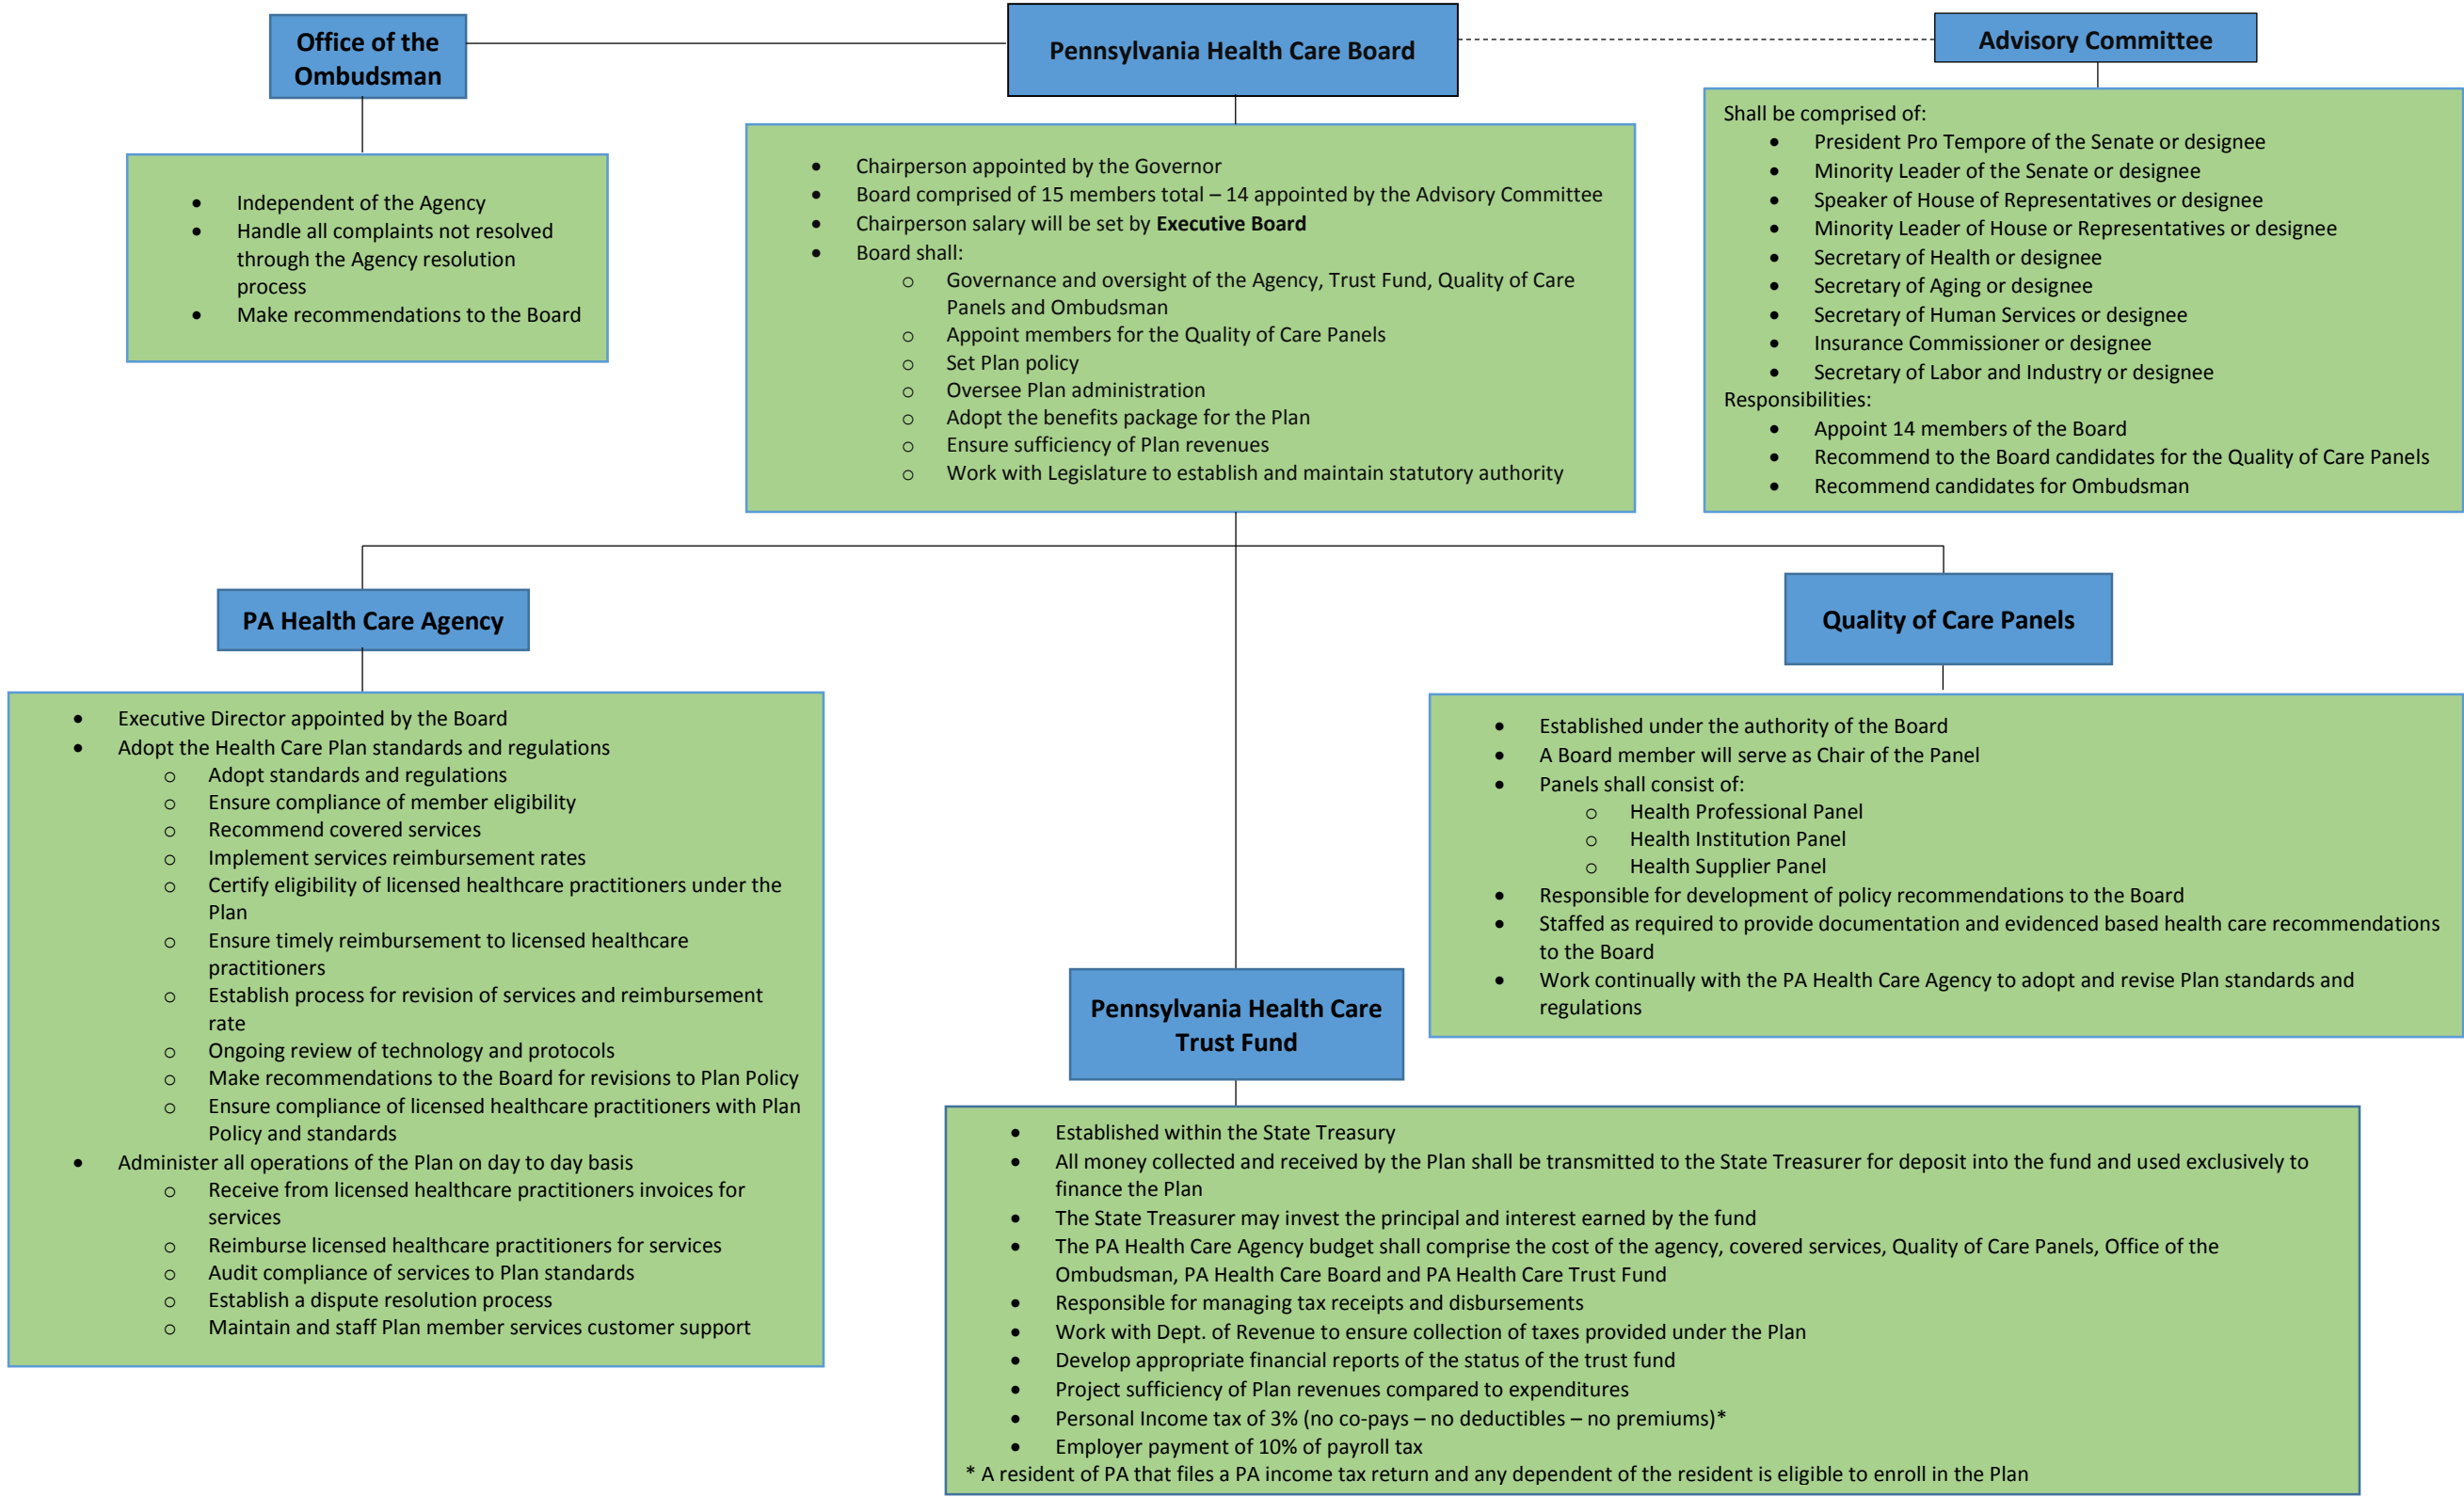 Office of the
Ombudsman
Pennsylvania Health Care Board
Advisory Committee
• Independent of the Agency
• Handle all complaints not resolved
through the Agency resolution
process
• Make recommendations to the Board
• Chairperson appointed by the Governor
• Board comprised of 15 members total – 14 appointed by the Advisory Committee
• Chairperson salary will be set by Executive Board
• Board shall:
o Governance and oversight of the Agency, Trust Fund, Quality of Care
Panels and Ombudsman
o Appoint members for the Quality of Care Panels
o Set Plan policy
o Oversee Plan administration
o Adopt the benefits package for the Plan
o Ensure sufficiency of Plan revenues
o Work with Legislature to establish and maintain statutory authority
Shall be comprised of:
• President Pro Tempore of the Senate or designee
• Minority Leader of the Senate or designee
• Speaker of House of Representatives or designee
• Minority Leader of House or Representatives or designee
• Secretary of Health or designee
• Secretary of Aging or designee
• Secretary of Human Services or designee
• Insurance Commissioner or designee
• Secretary of Labor and Industry or designee
Responsibilities:
• Appoint 14 members of the Board
• Recommend to the Board candidates for the Quality of Care Panels
• Recommend candidates for Ombudsman
PA Health Care Agency
• Executive Director appointed by the Board
• Adopt the Health Care Plan standards and regulations
o Adopt standards and regulations
o Ensure compliance of member eligibility
o Recommend covered services
o Implement services reimbursement rates
o Certify eligibility of licensed healthcare practitioners under the
Plan
o Ensure timely reimbursement to licensed healthcare
practitioners
o Establish process for revision of services and reimbursement
rate
o Ongoing review of technology and protocols
o Make recommendations to the Board for revisions to Plan Policy
o Ensure compliance of licensed healthcare practitioners with Plan
Policy and standards
• Administer all operations of the Plan on day to day basis
o Receive from licensed healthcare practitioners invoices for
services
o Reimburse licensed healthcare practitioners for services
o Audit compliance of services to Plan standards
o Establish a dispute resolution process
o Maintain and staff Plan member services customer support
Quality of Care Panels
• Established under the authority of the Board
• A Board member will serve as Chair of the Panel
• Panels shall consist of:
o Health Professional Panel
o Health Institution Panel
o Health Supplier Panel
• Responsible for development of policy recommendations to the Board
• Staffed as required to provide documentation and evidenced based health care recommendations
to the Board
• Work continually with the PA Health Care Agency to adopt and revise Plan standards and
regulations
Pennsylvania Health Care
Trust Fund
• Established within the State Treasury
• All money collected and received by the Plan shall be transmitted to the State Treasurer for deposit into the fund and used exclusively to
finance the Plan
• The State Treasurer may invest the principal and interest earned by the fund
• The PA Health Care Agency budget shall comprise the cost of the agency, covered services, Quality of Care Panels, Office of the
Ombudsman, PA Health Care Board and PA Health Care Trust Fund
• Responsible for managing tax receipts and disbursements
• Work with Dept. of Revenue to ensure collection of taxes provided under the Plan
• Develop appropriate financial reports of the status of the trust fund
• Project sufficiency of Plan revenues compared to expenditures
• Personal Income tax of 3% (no co-pays – no deductibles – no premiums)*
• Employer payment of 10% of payroll tax
* A resident of PA that files a PA income tax return and any dependent of the resident is eligible to enroll in the Plan